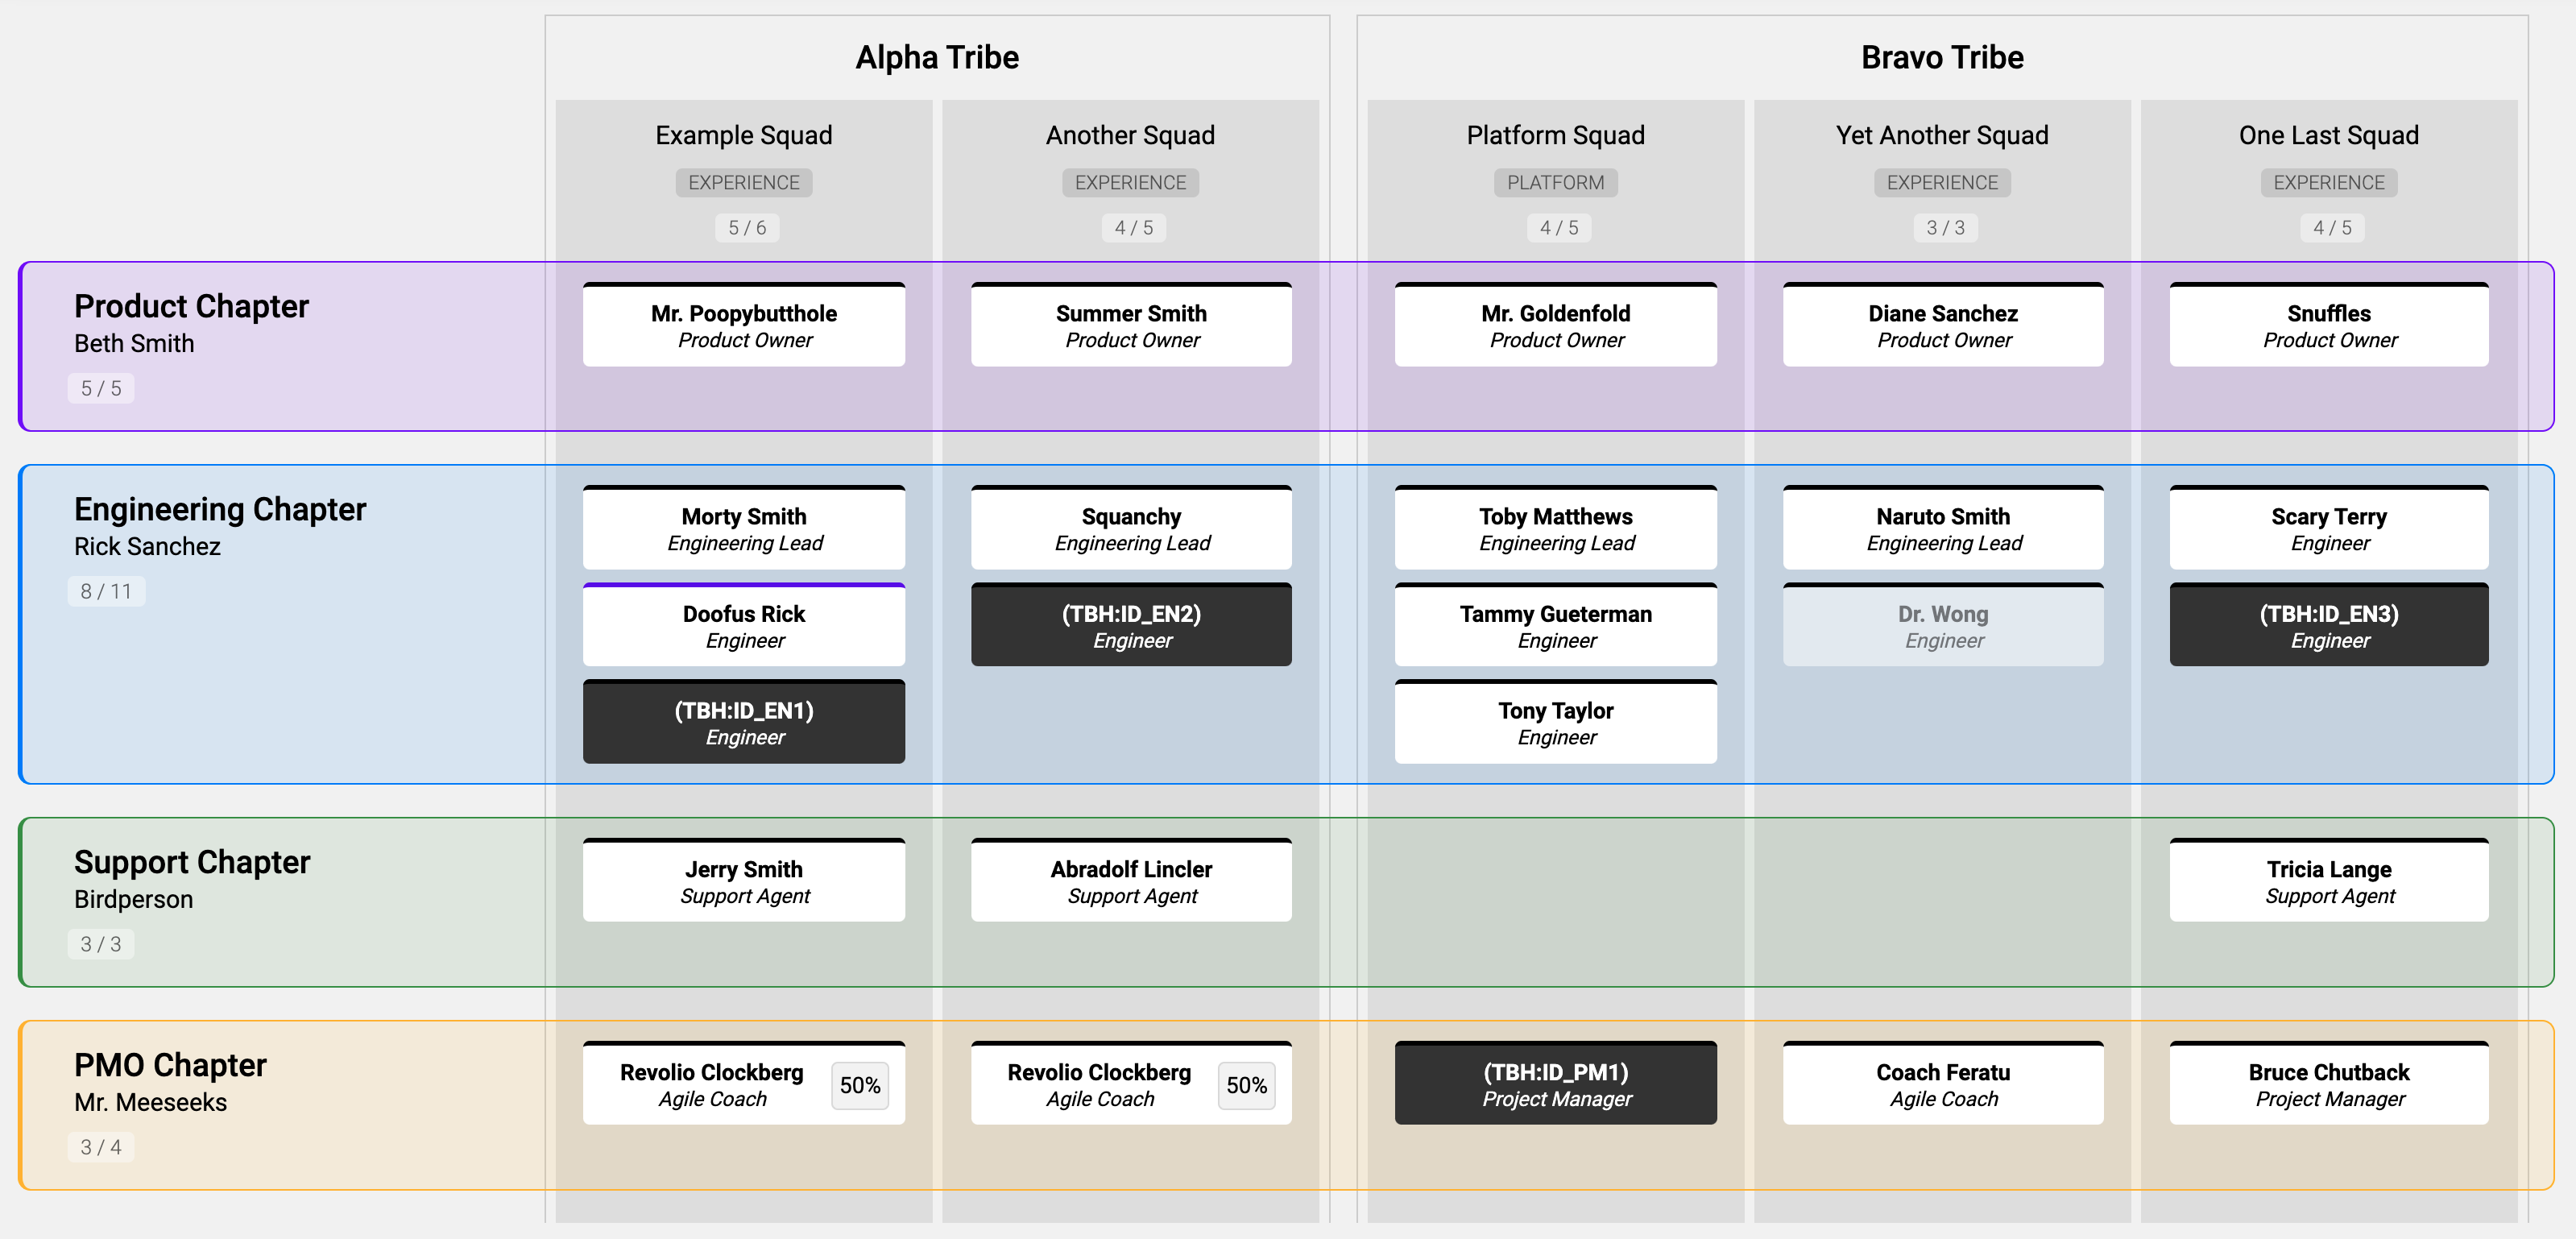 Alpha Tribe
Bravo Tribe
Example Squad
Another Squad
Platform Squad
Yet Another Squad
One Last Squad
EXPERIENCE
EXPERIENCE
PLATFORM
EXPERIENCE
EXPERIENCE
5 / 6
4 / 5
4 / 5
3 / 3
4 / 5
Product Chapter
Beth Smith
5 / 5
Mr. Poopybutthole
Product Owner
Summer Smith
Product Owner
Mr. Goldenfold
Product Owner
Diane Sanchez
Product Owner
Snuffles
Product Owner
Engineering Chapter
Rick Sanchez
8 / 11
Morty Smith
Engineering Lead
Doofus Rick
Engineer
(TBH:ID_EN1)
Engineer
Squanchy
Engineering Lead
(TBH:ID_EN2)
Engineer
Toby Matthews
Engineering Lead
Tammy Gueterman
Engineer
Tony Taylor
Engineer
Naruto Smith
Engineering Lead
Dr. Wong
Engineer
Scary Terry
Engineer
(TBH:ID_EN3)
Engineer
Support Chapter
Birdperson
3 / 3
Jerry Smith
Support Agent
Abradolf Lincler
Support Agent
Tricia Lange
Support Agent
PMO Chapter
Mr. Meeseeks
3 / 4
Revolio Clockberg
Agile Coach
50%
Revolio Clockberg
Agile Coach
50%
(TBH:ID_PM1)
Project Manager
Coach Feratu
Agile Coach
Bruce Chutback
Project Manager